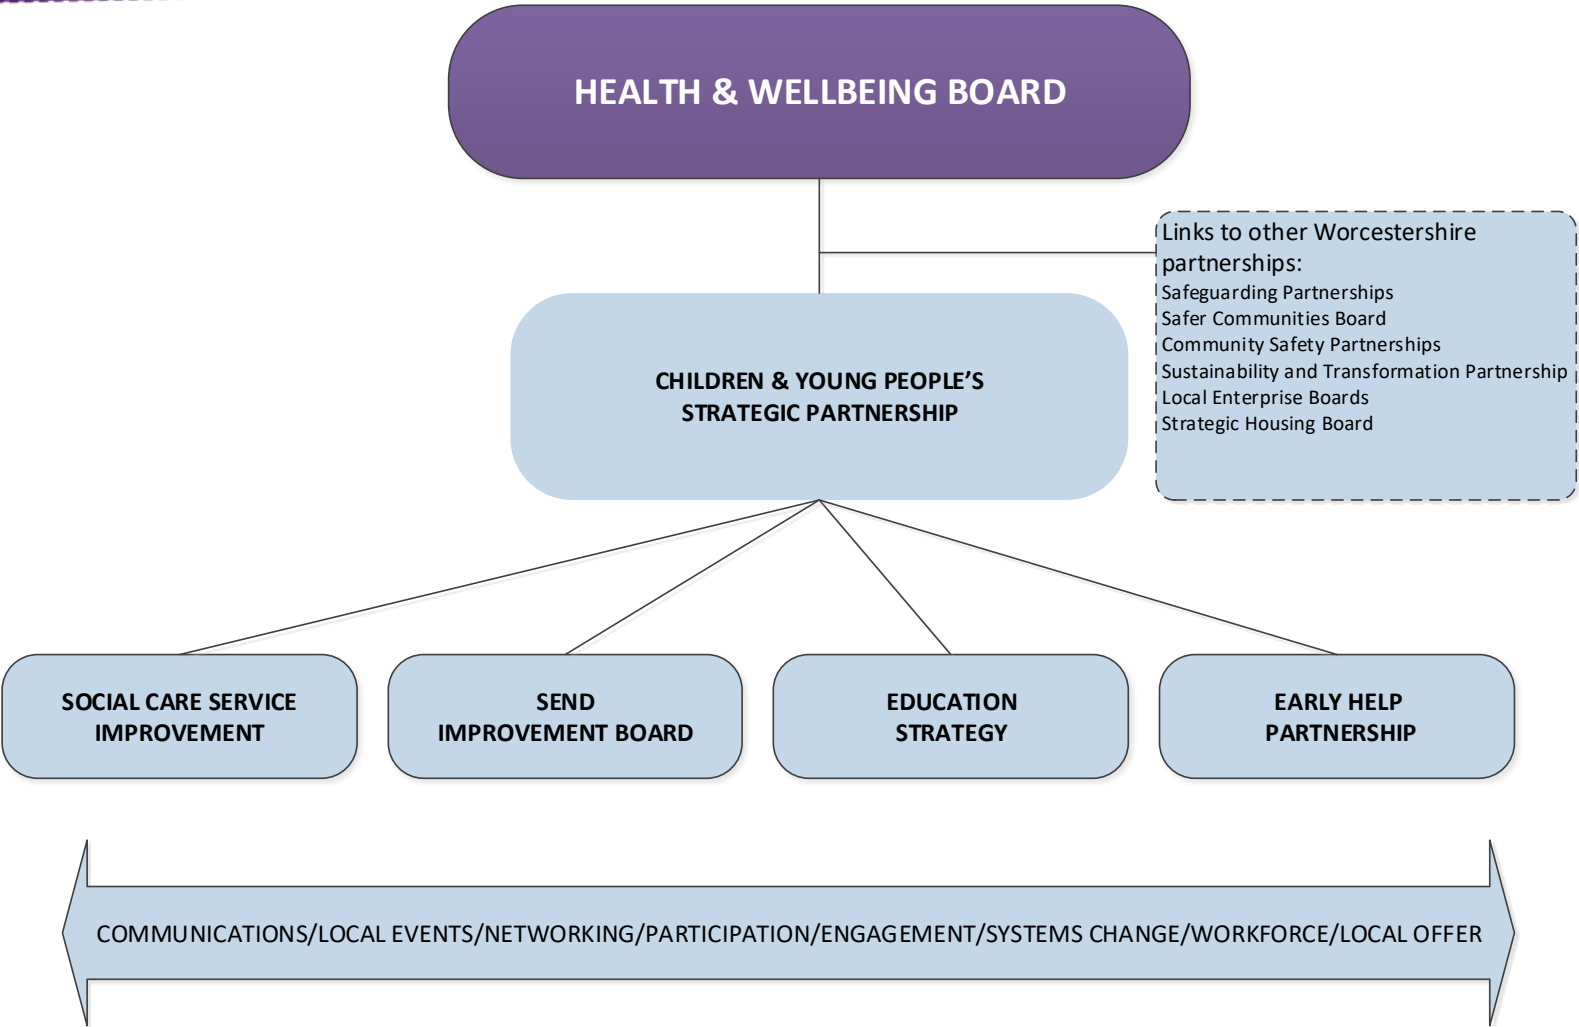 HEALTH & WELLBEING BOARD
Links to other Worcestershire
partnerships:
Safeguarding Partnerships
Safer Communities Board
Community Safety Partnerships
Sustainability and Transformation Partnership
Local Enterprise Boards
Strategic Housing Board
CHILDREN & YOUNG PEOPLE’S
STRATEGIC PARTNERSHIP
SOCIAL CARE SERVICE
IMPROVEMENT
SEND
IMPROVEMENT BOARD
EDUCATION
STRATEGY
EARLY HELP
PARTNERSHIP
COMMUNICATIONS/LOCAL EVENTS/NETWORKING/PARTICIPATION/ENGAGEMENT/SYSTEMS CHANGE/WORKFORCE/LOCAL OFFER